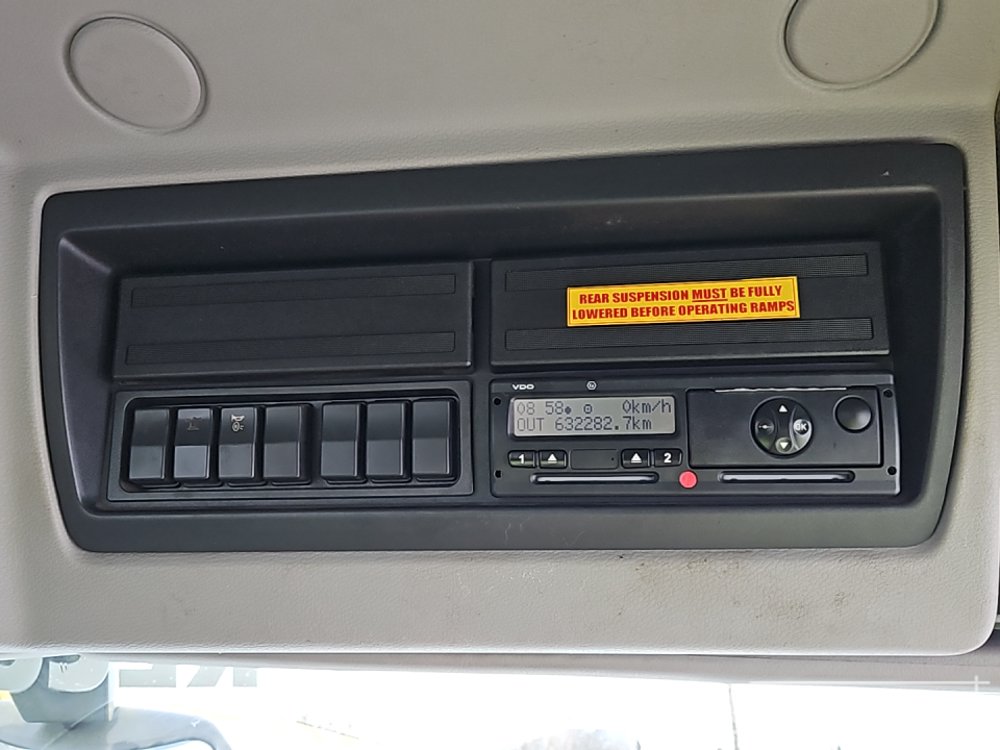 REAR SUSPENSION MUST BE FULLY
LOWERED BEFORE OPERATING RAMPS
VDO
08 58 0km/h
OUT 632282.7km
1 2
OK